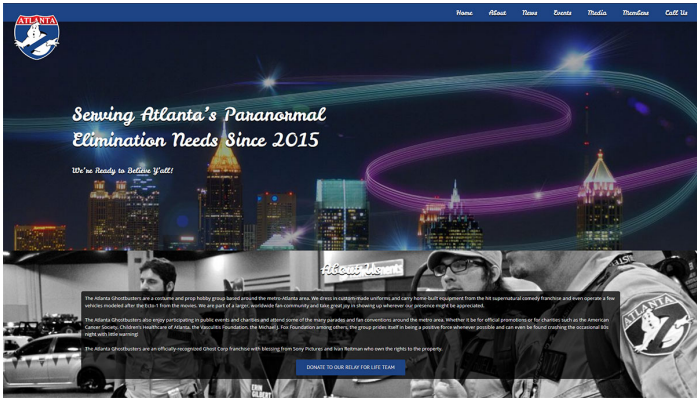 Home About News Events Media Members Call Us
ATLANTA
Serving Atlanta's Paranormal
Elimination Needs Since 2015
We're Ready to Believe Y'all!
About Us
The Atlanta Ghostbusters are a costume and prop hobby group based around the metro-Atlanta area. We dress in custom-made uniforms and carry home-built equipment from the hit supernatural comedy franchise and even operate a few
vehicles modeled after the Ecto-1 from the movies. We are part of a larger, worldwide fan-community and take great joy in showing up wherever our presence might be appreciated.
The Atlanta Ghostbusters also enjoy participating in public events and charities and attend some of the many parades and fan conventions around the metro area. Whether it be for official promotions or for charities such as the American
Cancer Society, Children's Healthcare of Atlanta, the Vasculitis Foundation, the Michael J. Fox Foundation among others, the group prides itself in being a positive force whenever possible and can even be found crashing the occasional 80s
night with little warning!
The Atlanta Ghostbusters are an officially-recognized Ghost Corp franchise with blessing from Sony Pictures and Ivan Reitman who own the rights to the property.
ATLANTA
DONATE TO OUR RELAY FOR LIFE TEAM
ERIN
GILBERT